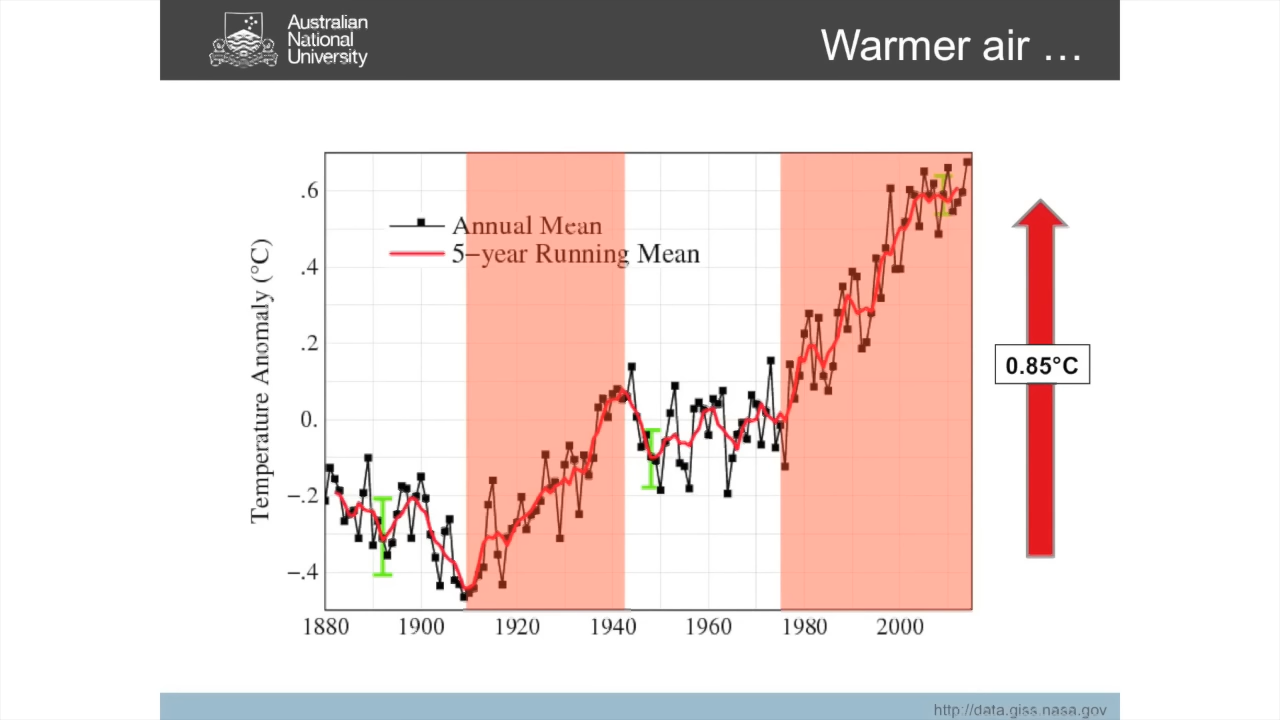 Australian
National
University
Warmer air …
.6
.4
.2
0.
−.2
−.4
Temperature Anomaly (°C)
Annual Mean
5−year Running Mean
0.85°C
1880 1900 1920 1940 1960 1980 2000
http://data.giss.nasa.gov